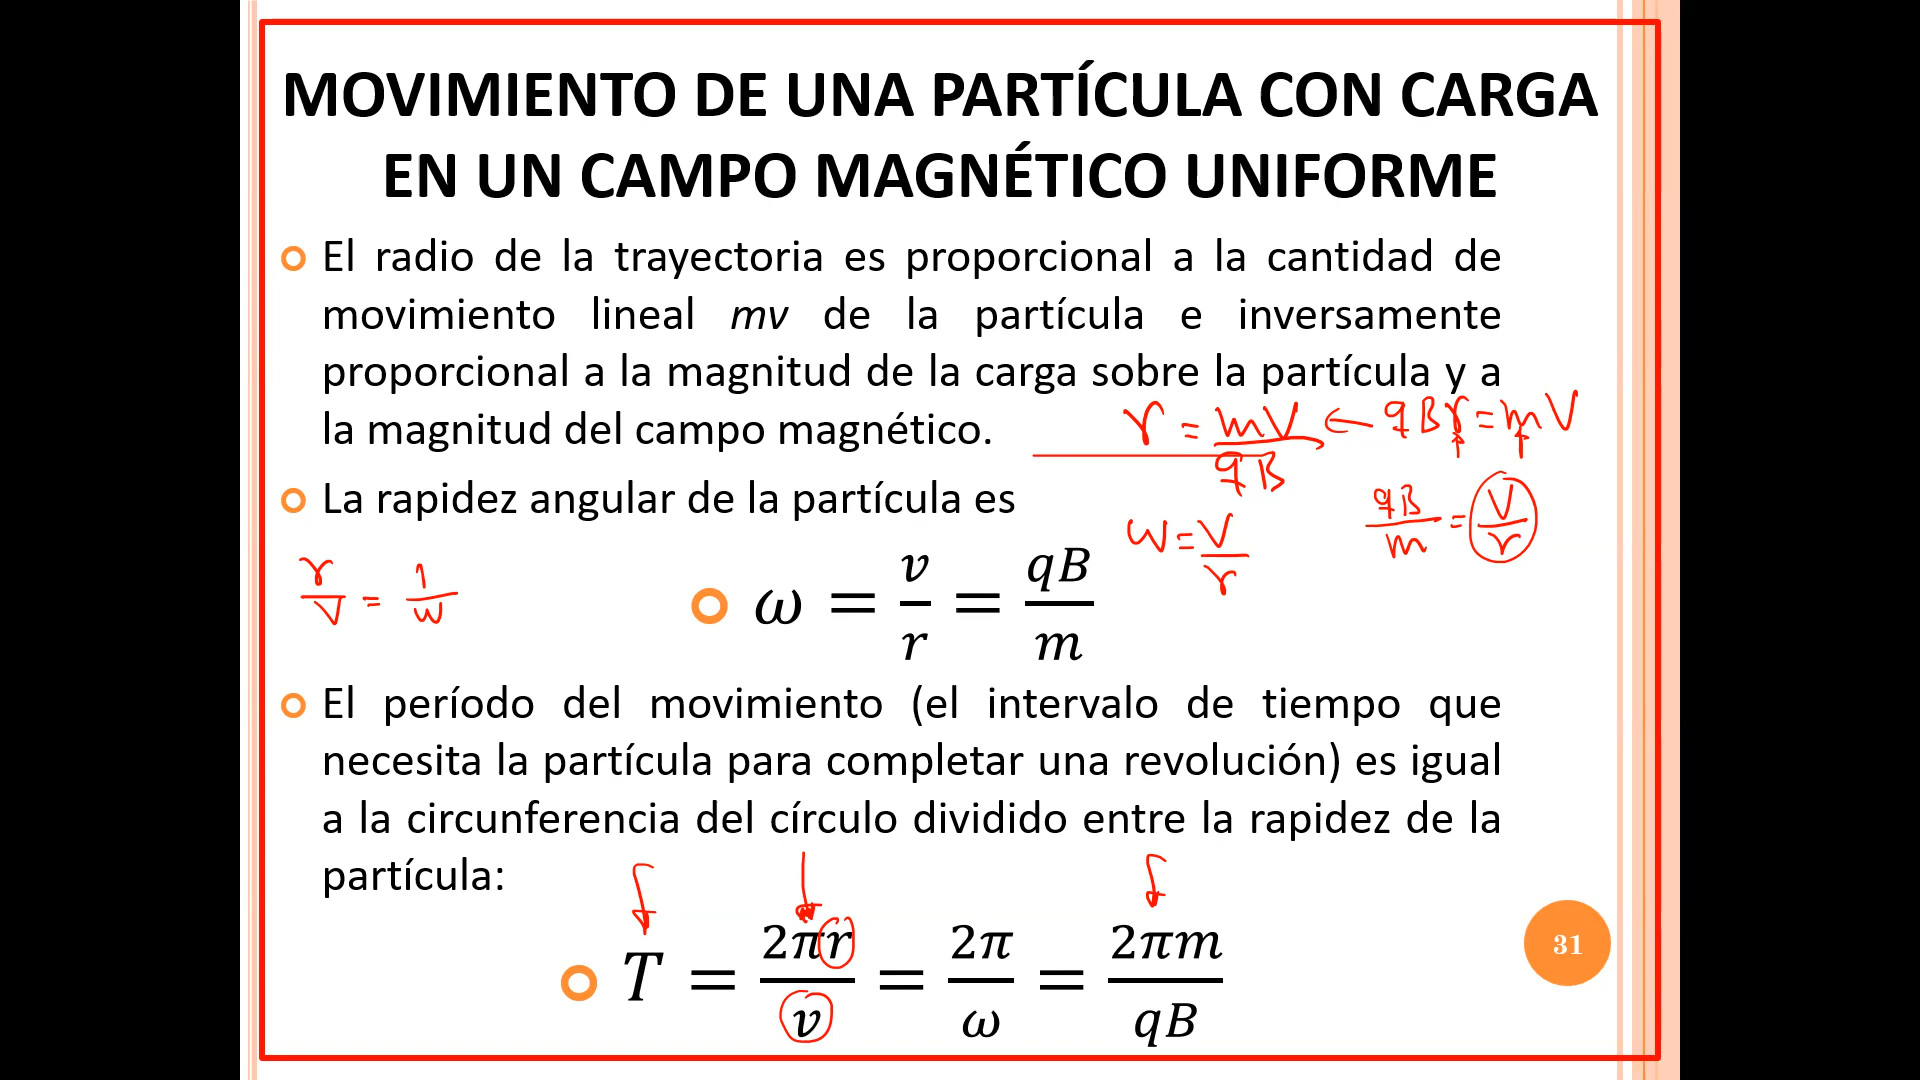 MOVIMIENTO DE UNA PARTÍCULA CON CARGA
EN UN CAMPO MAGNÉTICO UNIFORME
El radio de la trayectoria es proporcional a la cantidad de
movimiento lineal mv de la partícula e inversamente
proporcional a la magnitud de la carga sobre la partícula y a
la magnitud del campo magnético.
r = mV/qB ← qBr = mV
La rapidez angular de la partícula es
qB/m = V/r
w = V/r
r/V = 1/w
ω = v/r = qB/m
El período del movimiento (el intervalo de tiempo que
necesita la partícula para completar una revolución) es igual
a la circunferencia del círculo dividido entre la rapidez de la
partícula:
T = 2πr/v = 2π/ω = 2πm/qB
31